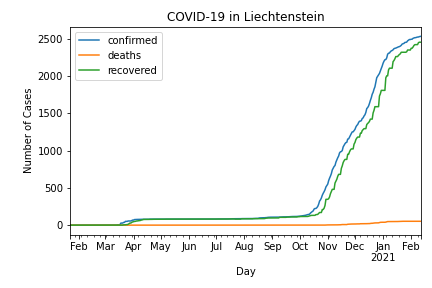 COVID-19 in Liechtenstein
confirmed
deaths
recovered
Number of Cases
2500
2000
1500
1000
500
0
Feb Mar Apr May Jun Jul Aug Sep Oct Nov Dec Jan Feb
2021
Day